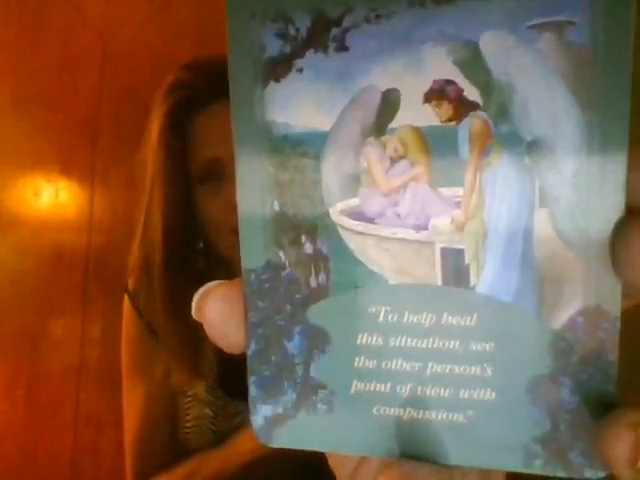 "To help heal
this situation, see
the other person's
point of view with
compassion."